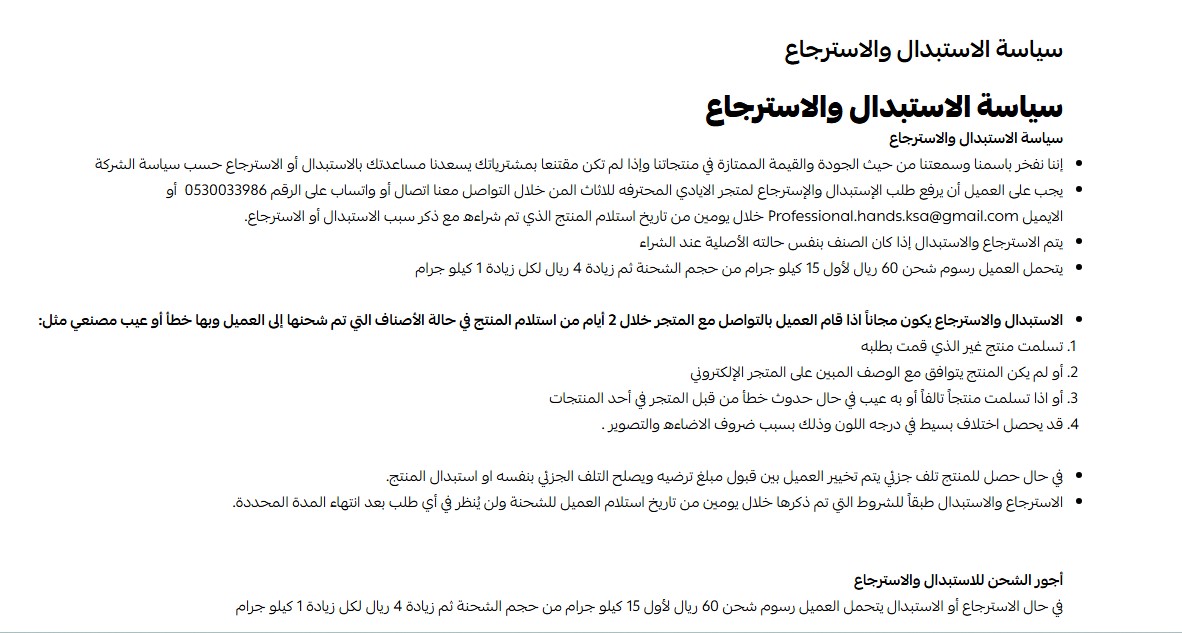 سياسة الاستبدال والاسترجاع
سياسة الاستبدال والاسترجاع
سياسة الاستبدال والاسترجاع
• إننا نفخر باسمنا وسمعتنا من حيث الجودة والقيمة الممتازة في منتجاتنا وإذا لم تكن مقتنعا بمشترياتك يسعدنا مساعدتك بالاستبدال أو الاسترجاع حسب سياسة الشركة
• يجب على العميل أن يرفع طلب الإستبدال والإسترجاع لمتجر الايادي المحترفه للاثاث المن خلال التواصل معنا اتصال أو واتساب على الرقم 0530033986 أو
الايميل Professional.hands.ksa@gmail.com خلال يومين من تاريخ استلام المنتج الذي تم شراءه مع ذكر سبب الاستبدال أو الاسترجاع.
• يتم الاسترجاع والاستبدال إذا كان الصنف بنفس حالته الأصلية عند الشراء
• يتحمل العميل رسوم شحن 60 ريال لأول 15 كيلو جرام من حجم الشحنة ثم زيادة 4 ريال لكل زيادة 1 كيلو جرام
• الاستبدال والاسترجاع يكون مجاناً اذا قام العميل بالتواصل مع المتجر خلال 2 أيام من استلام المنتج في حالة الأصناف التي تم شحنها إلى العميل وبها خطأ أو عيب مصنعي مثل:
1. تسلمت منتج غير الذي قمت بطلبه
2. أو لم يكن المنتج يتوافق مع الوصف المبين على المتجر الإلكتروني
3. أو اذا تسلمت منتجاً تالفاً أو به عيب في حال حدوث خطأ من قبل المتجر في أحد المنتجات
4. قد يحصل اختلاف بسيط في درجه اللون وذلك بسبب ضروف الاضاءه والتصوير .
• في حال حصل للمنتج تلف جزئي يتم تخيير العميل بين قبول مبلغ ترضيه ويصلح التلف الجزئي بنفسه او استبدال المنتج.
• الاسترجاع والاستبدال طبقاً للشروط التي تم ذكرها خلال يومين من تاريخ استلام العميل للشحنة ولن يُنظر في أي طلب بعد انتهاء المدة المحددة.
أجور الشحن للاستبدال والاسترجاع
في حال الاسترجاع أو الاستبدال يتحمل العميل رسوم شحن 60 ريال لأول 15 كيلو جرام من حجم الشحنة ثم زيادة 4 ريال لكل زيادة 1 كيلو جرام